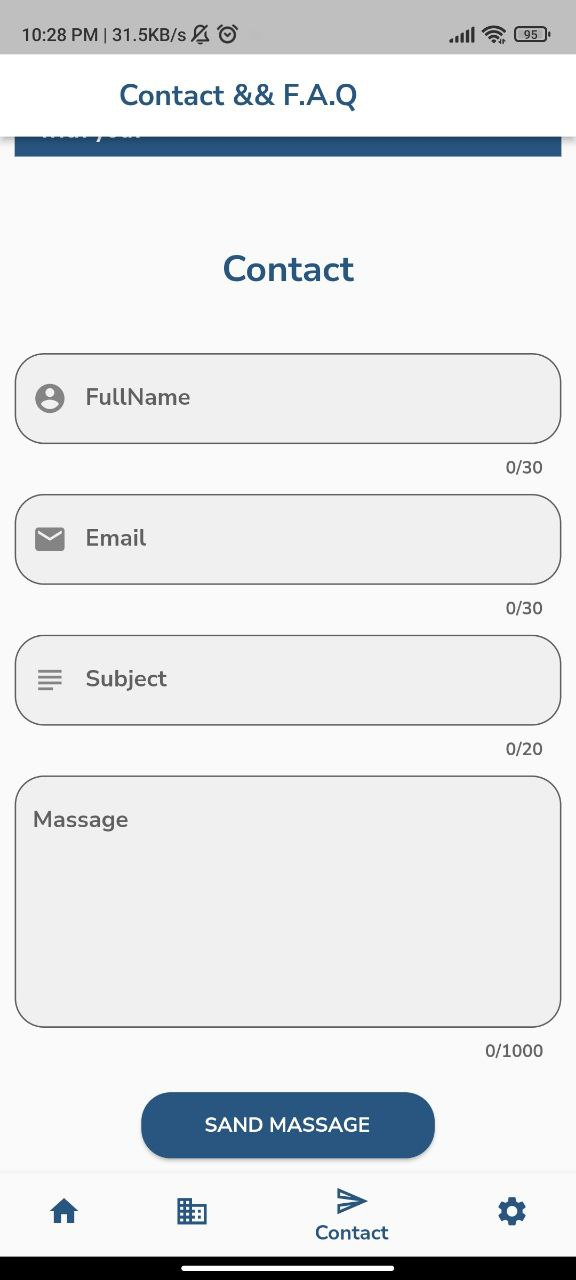 10:28 PM | 31.5KB/s 95
Contact && F.A.Q
Contact
FullName
0/30
Email
0/30
Subject
0/20
Massage
0/1000
SAND MASSAGE
Contact